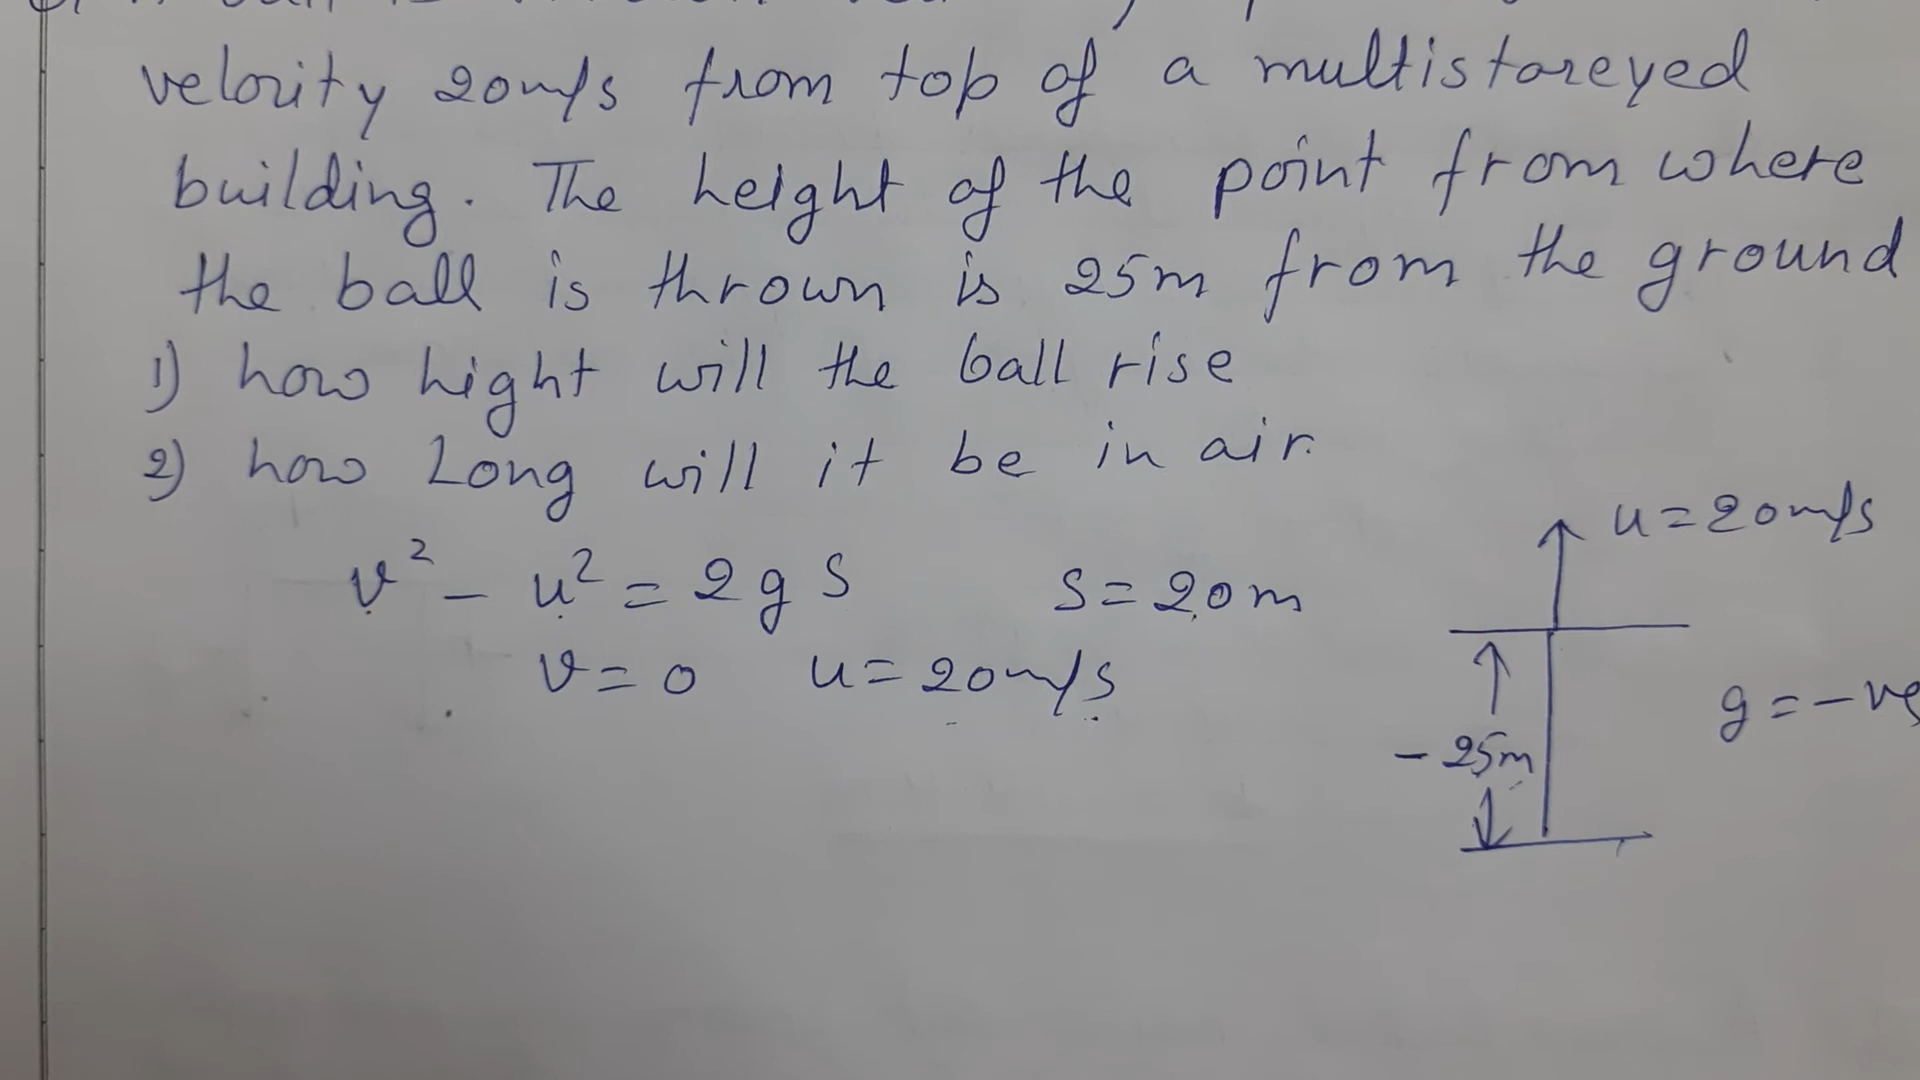 velocity 20m/s from top of a multistoreyed
building. The height of the point from where
the ball is thrown is 25m from the ground
1) how hight will the ball rise
2) how Long will it be in air.
u = 20m/s
v² - u² = 2gS    S = 20m
v = 0    u = 20m/s
g = -ve
- 25m